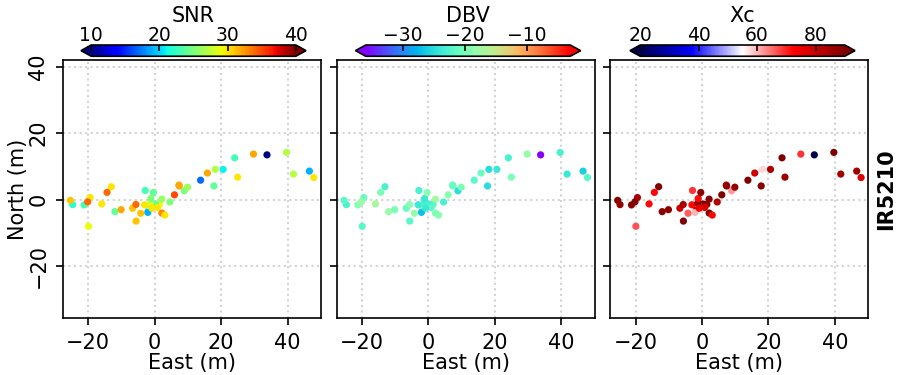 SNR DBV Xc
10 20 30 40 −30 −20 −10 20 40 60 80
40
20
0
−20
North (m)
IR5210
−20 0 20 40 −20 0 20 40 −20 0 20 40
East (m) East (m) East (m)